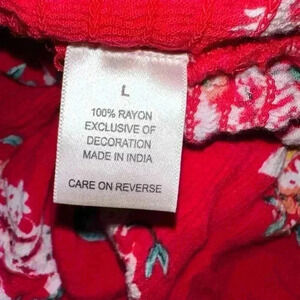 L
100% RAYON
EXCLUSIVE OF
DECORATION
MADE IN INDIA
CARE ON REVERSE